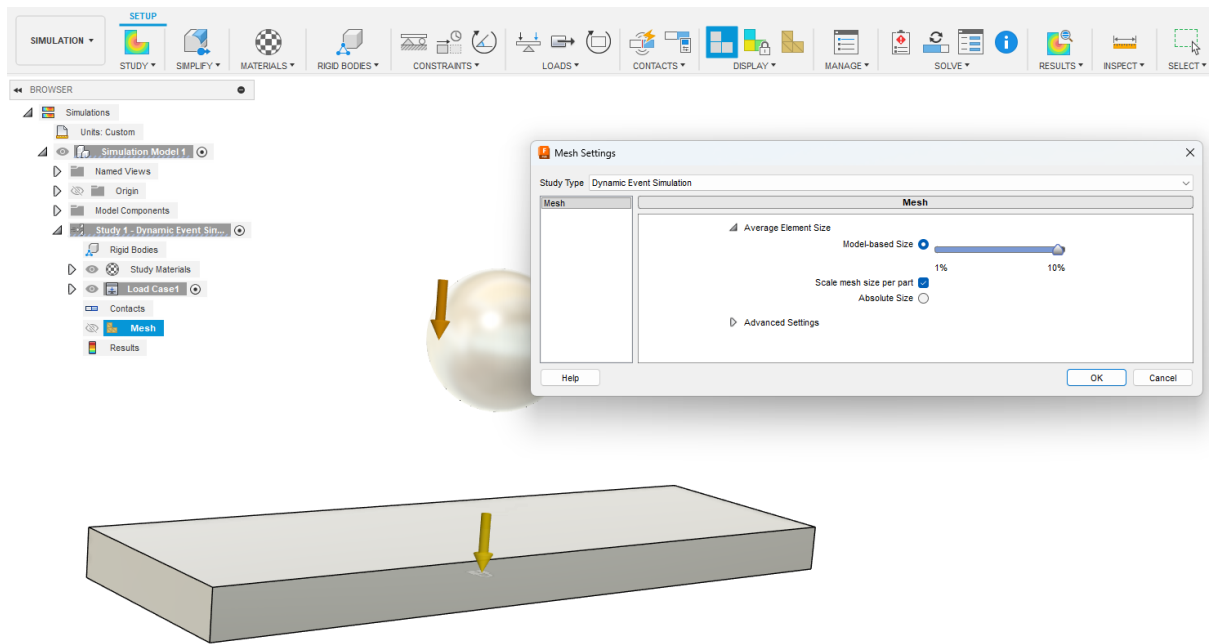 SETUP
SIMULATION
STUDY
SIMPLIFY
MATERIALS
RIGID BODIES
CONSTRAINTS
LOADS
CONTACTS
DISPLAY
MANAGE
SOLVE
RESULTS
INSPECT
SELECT
BROWSER
Simulations
Units: Custom
Simulation Model 1
Named Views
Origin
Model Components
Study 1 - Dynamic Event Sin...
Rigid Bodies
Study Materials
Load Case1
Contacts
Mesh
Results
Mesh Settings
Study Type Dynamic Event Simulation
Mesh
Mesh
Average Element Size
Model-based Size
1% 10%
Scale mesh size per part
Absolute Size
Advanced Settings
Help OK Cancel